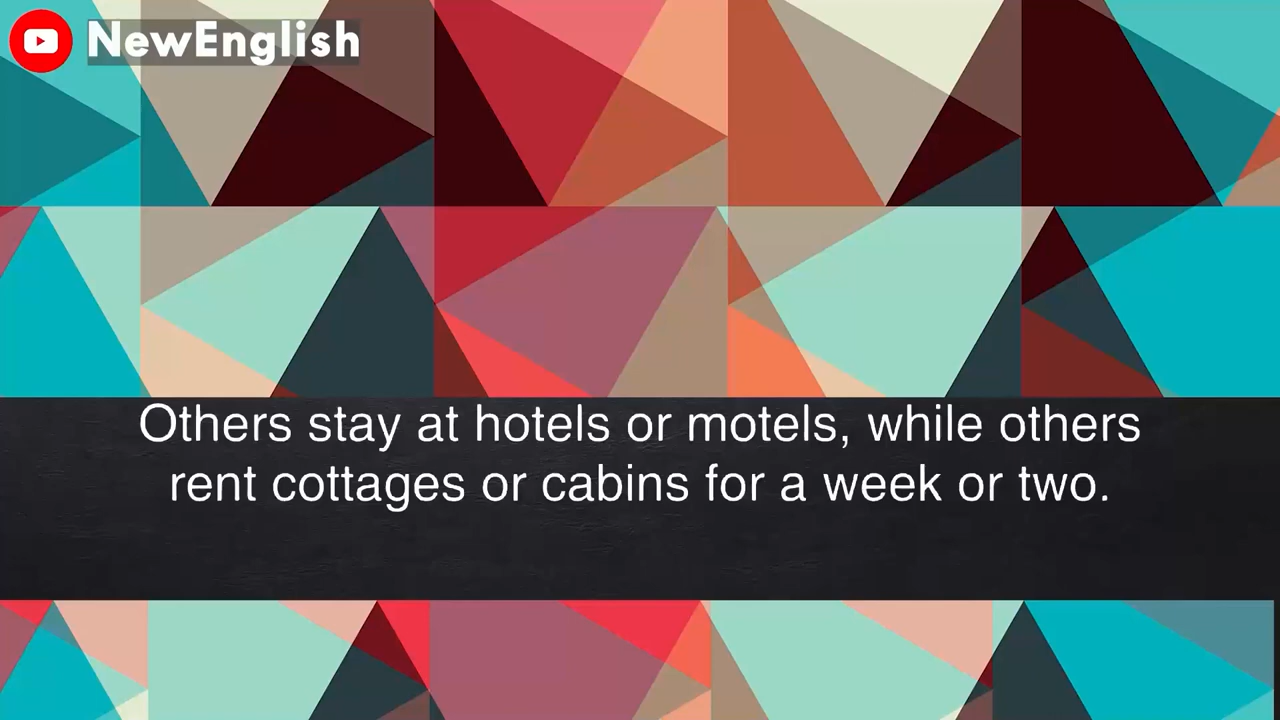 NewEnglish
Others stay at hotels or motels, while others
rent cottages or cabins for a week or two.